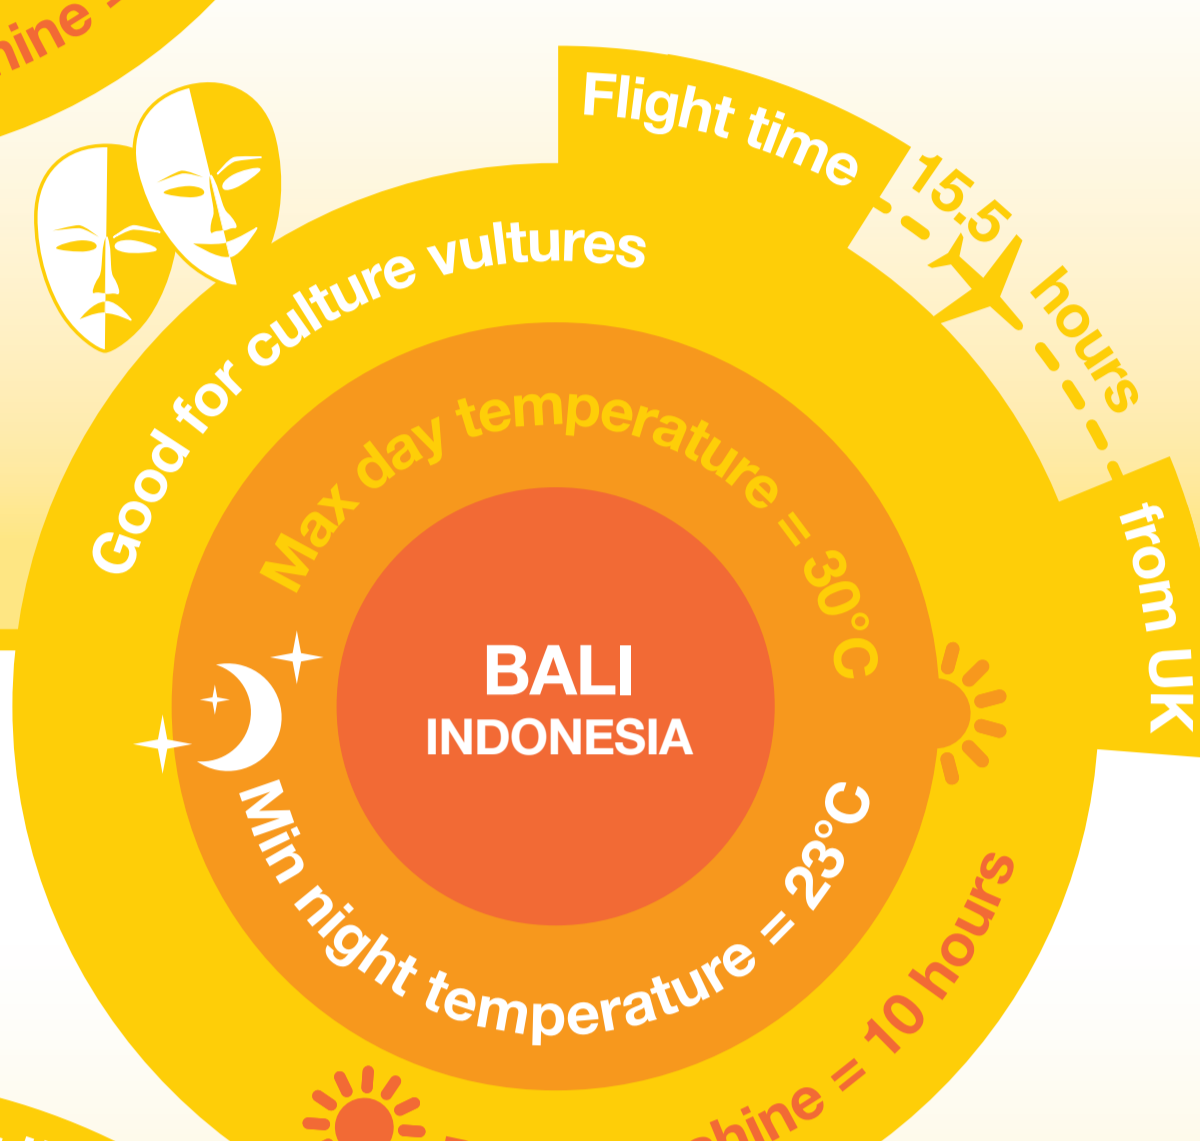 Flight time
15.5 hours
from UK
Good for culture vultures
Max day temperature = 30°C
BALI
INDONESIA
Min night temperature = 23°C
= 10 hours